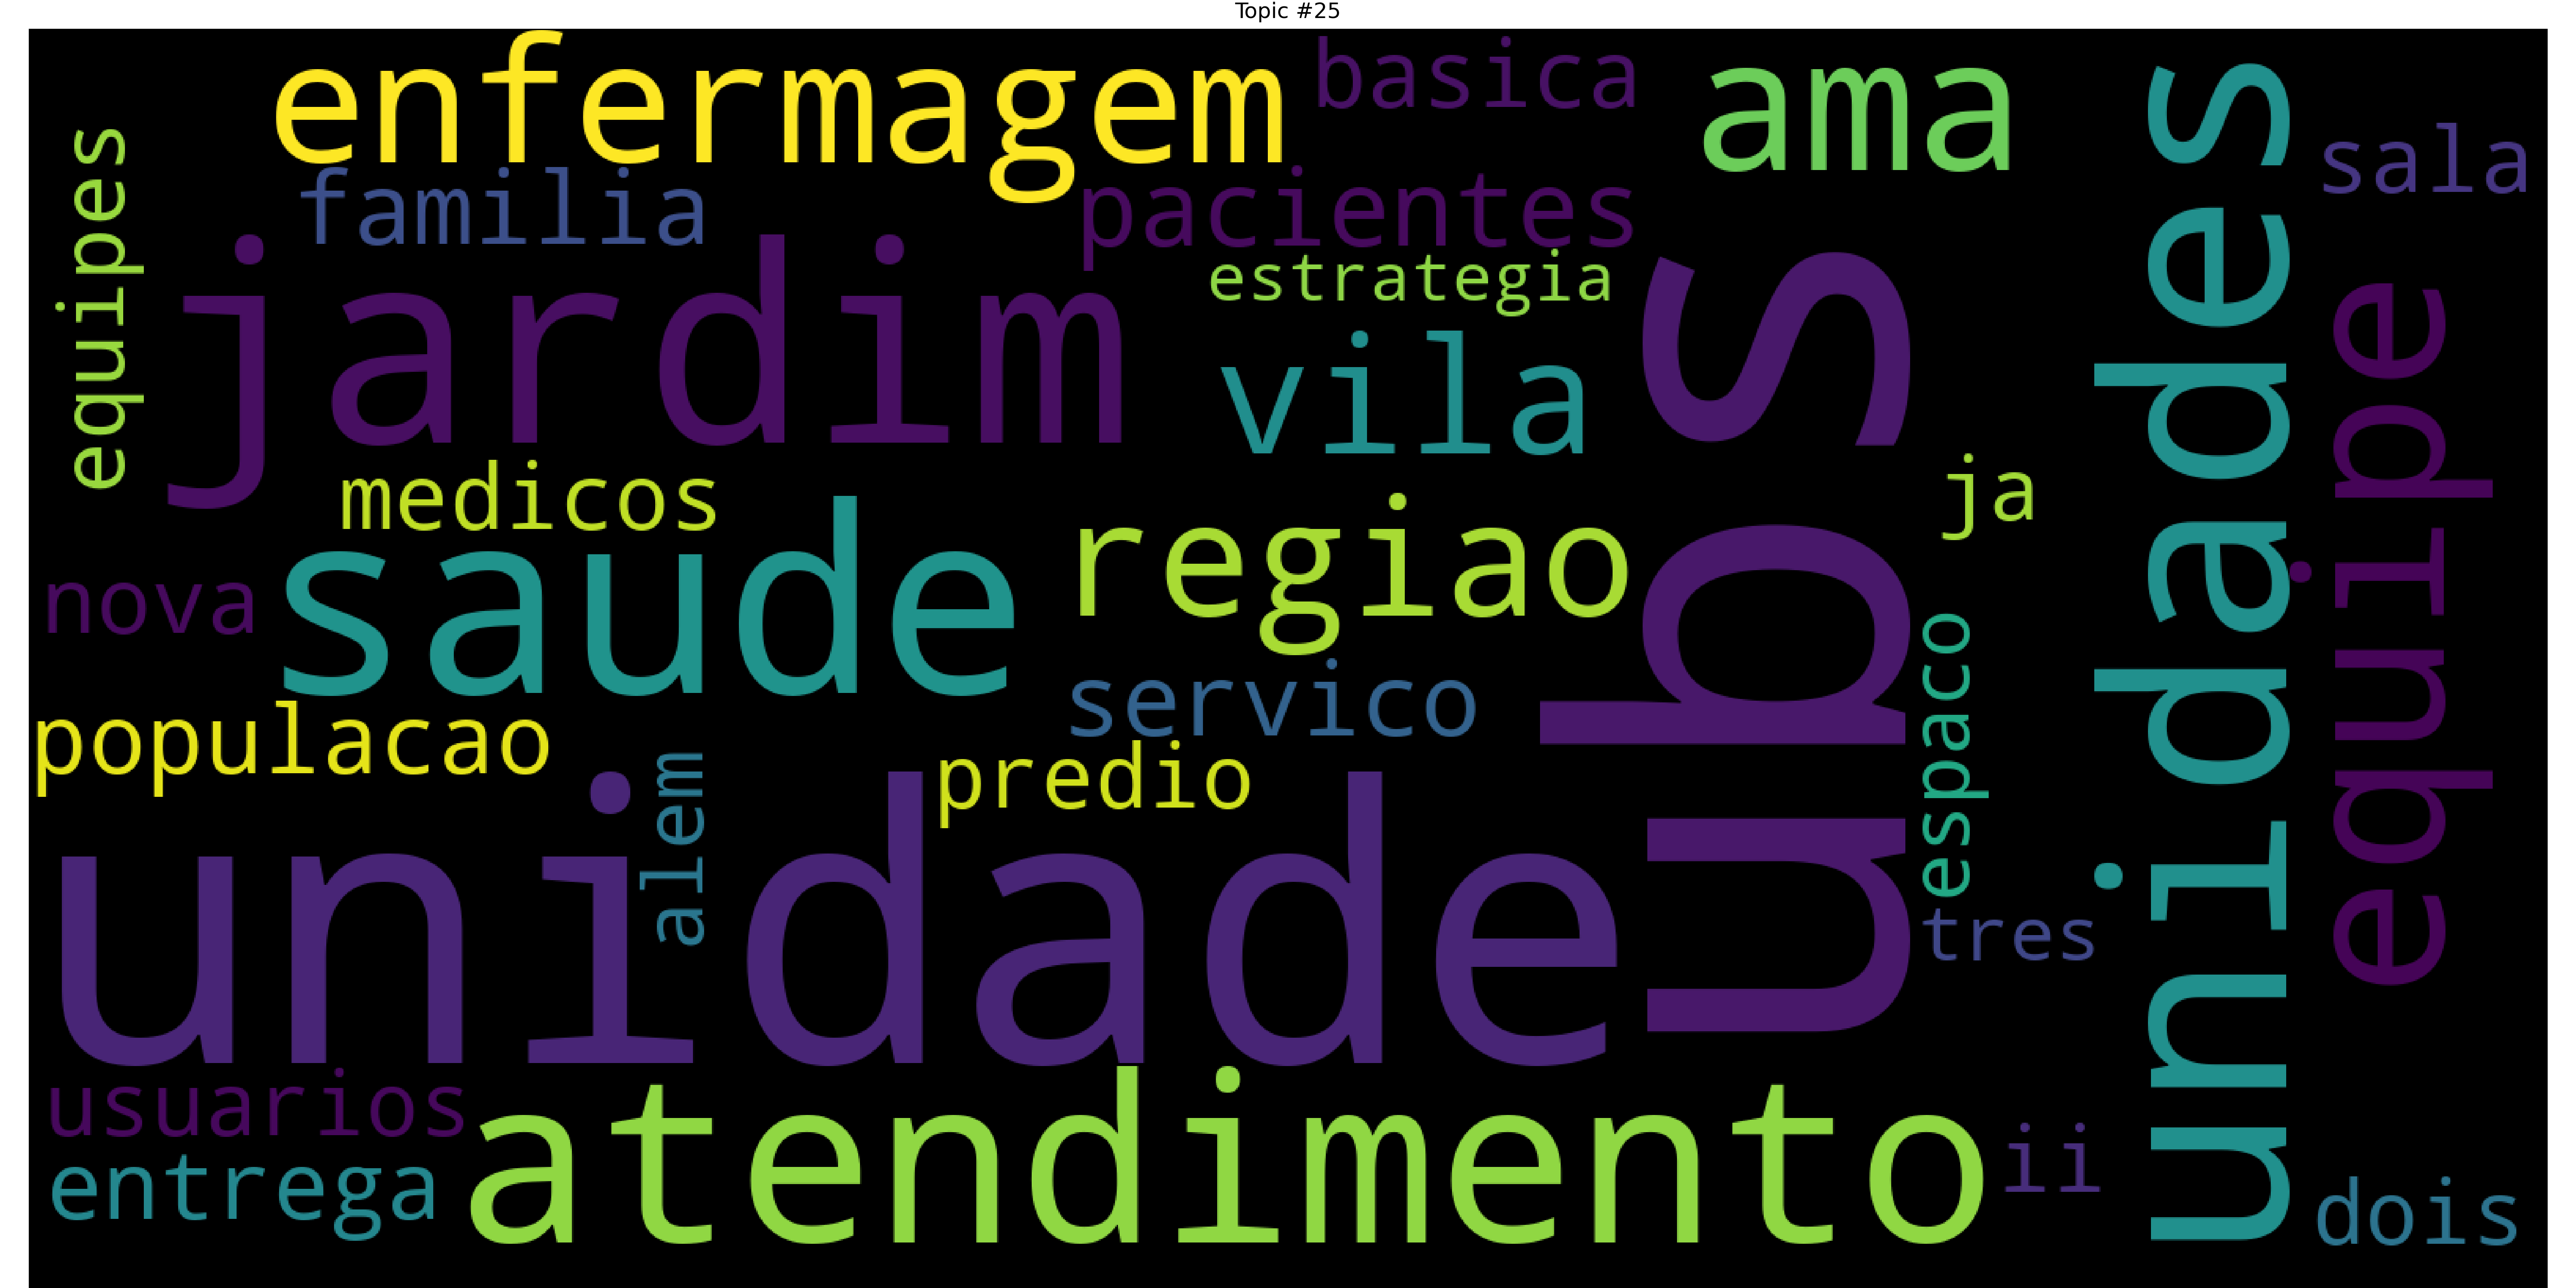 Topic #25
enfermagem
basica
ama
unidades
sala
equipes
familia
pacientes
jardim
estrategia
ubs
equipe
vila
medicos
ja
saude
regiao
nova
espaco
servico
populacao
alem
predio
unidade
tres
usuarios
atendimento
ii
entrega
dois